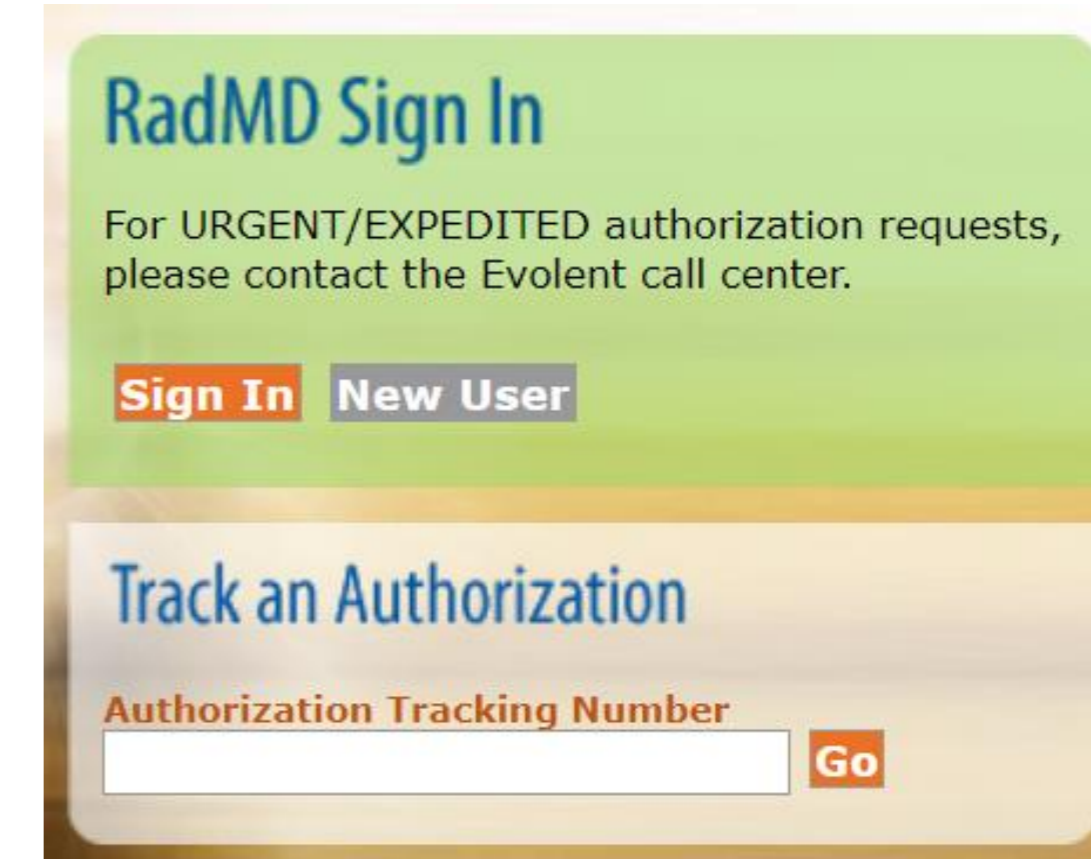 RadMD Sign In
For URGENT/EXPEDITED authorization requests,
please contact the Evolent call center.
Sign In New User
Track an Authorization
Authorization Tracking Number
Go